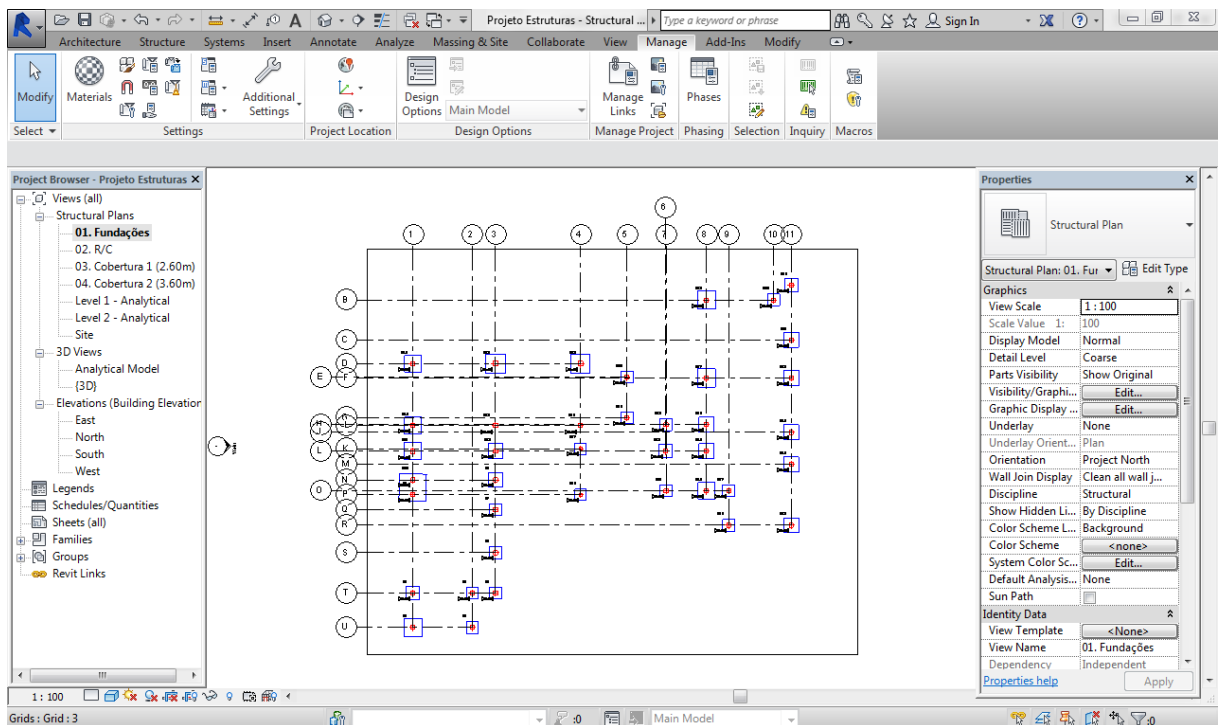 Projeto Estruturas - Structural ... Type a keyword or phrase Sign In
Architecture Structure Systems Insert Annotate Analyze Massing & Site Collaborate View Manage Add-Ins Modify
Modify Materials Additional Settings Design Options Main Model Manage Links Phases
Select Settings Project Location Design Options Manage Project Phasing Selection Inquiry Macros
Project Browser - Projeto Estruturas
Views (all)
Structural Plans
01. Fundações
02. R/C
03. Cobertura 1 (2.60m)
04. Cobertura 2 (3.60m)
Level 1 - Analytical
Level 2 - Analytical
Site
3D Views
Analytical Model
{3D}
Elevations (Building Elevation
East
North
South
West
Legends
Schedules/Quantities
Sheets (all)
Families
Groups
Revit Links
6
1 2 3 4 5 7 8 9 10 11
B
C
D
E F
L K
M
N
O P
Q
R
S
T
U
Properties
Structural Plan
Structural Plan: 01. Fur Edit Type
Graphics
View Scale 1 : 100
Scale Value 1: 100
Display Model Normal
Detail Level Coarse
Parts Visibility Show Original
Visibility/Graphi... Edit...
Graphic Display ... Edit...
Underlay None
Underlay Orient... Plan
Orientation Project North
Wall Join Display Clean all wall j...
Discipline Structural
Show Hidden Li... By Discipline
Color Scheme L... Background
Color Scheme <none>
System Color Sc... Edit...
Default Analysis... None
Sun Path
Identity Data
View Template <None>
View Name 01. Fundações
Dependency Independent
Properties help Apply
1 : 100
Grids : Grid : 3 :0 Main Model :0